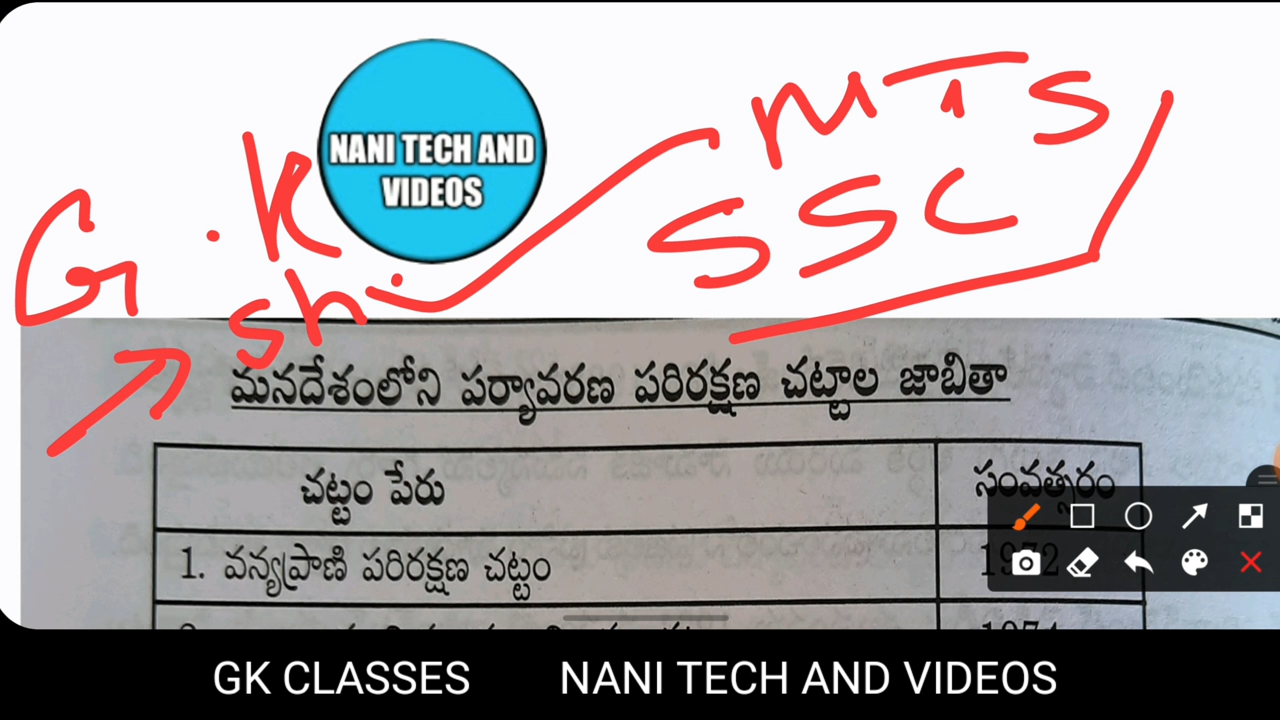 NANI TECH AND
VIDEOS
MTS
G.K
SSC
sh
మనదేశంలోని పర్యావరణ పరిరక్షణ చట్టాల జాబితా
చట్టం పేరు సంవత్సరం
1. వన్యప్రాణి పరిరక్షణ చట్టం 1972
GK CLASSES NANI TECH AND VIDEOS